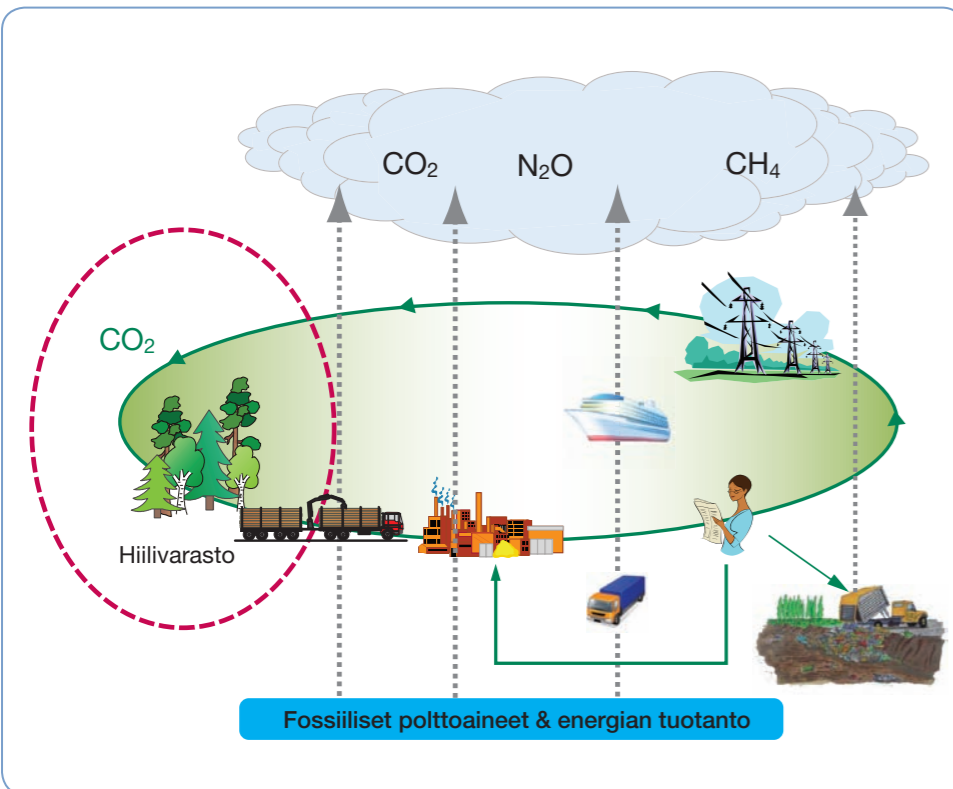 CO₂ N₂O CH₄
CO₂
Hiilivarasto
Fossiiliset polttoaineet & energian tuotanto